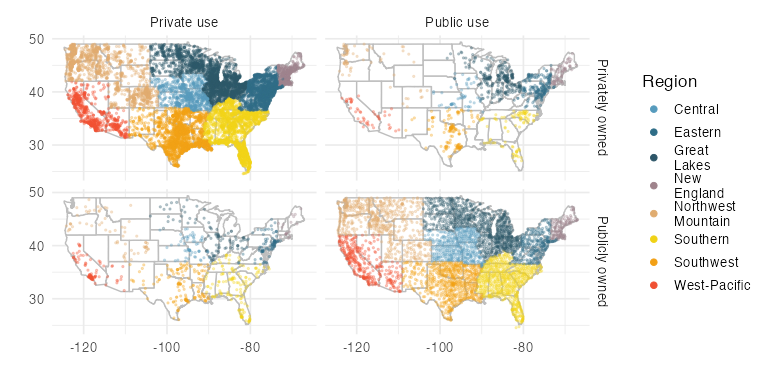 Private use
Public use
50
40
30
Privately owned
50
40
30
Publicly owned
-120
-100
-80
-120
-100
-80
Region
Central
Eastern
Great
Lakes
New
England
Northwest
Mountain
Southern
Southwest
West-Pacific